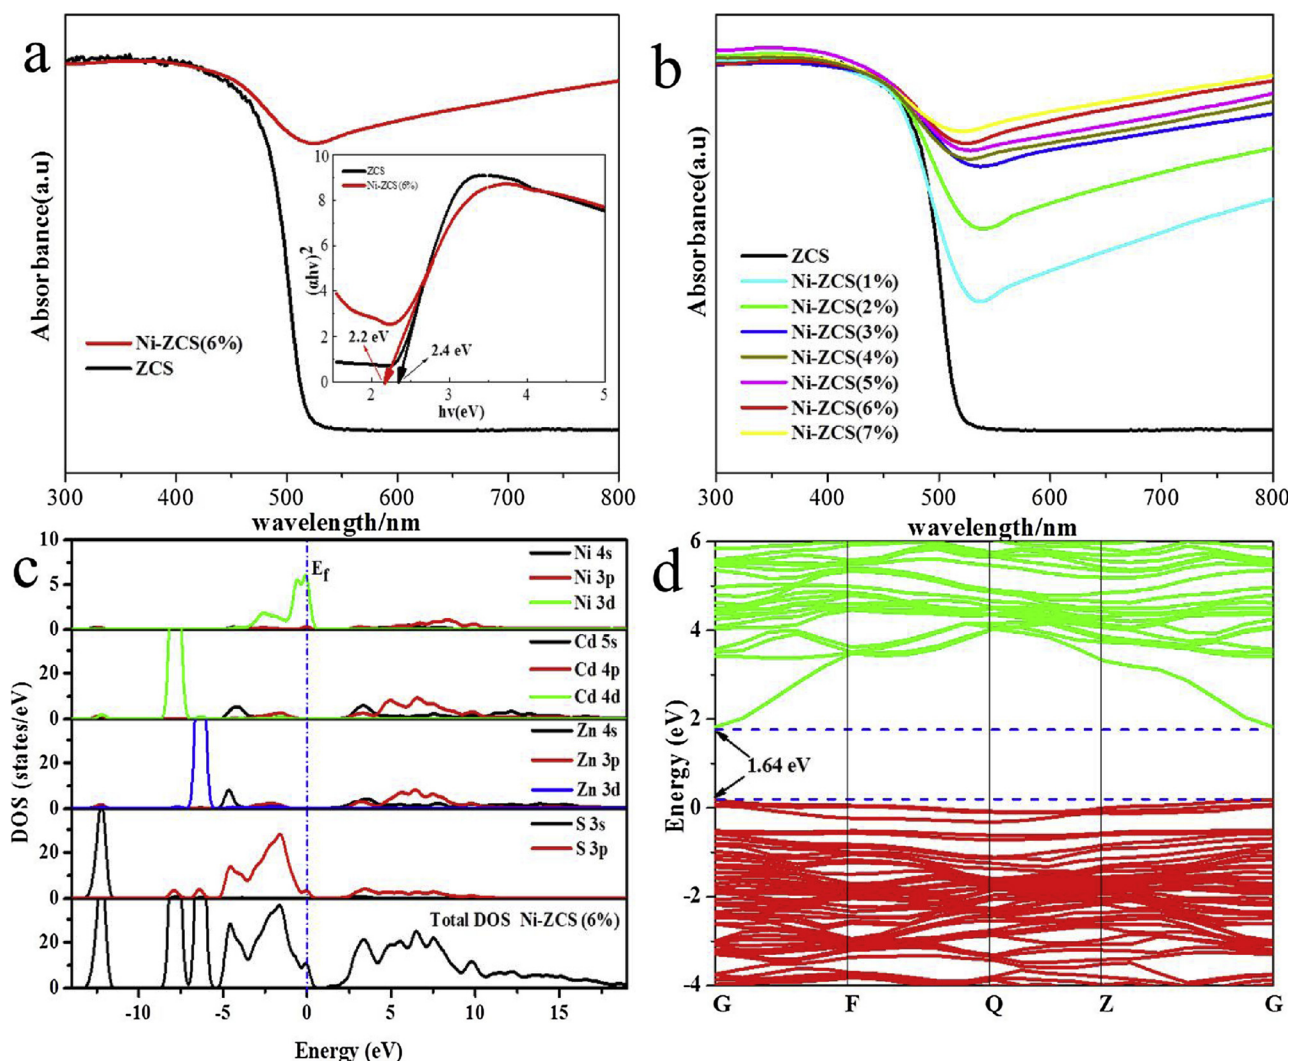 a
Absorbance(a.u)
Ni-ZCS(6%)
ZCS
300 400 500 600 700 800
wavelength/nm
10
8
6
4
2
0
(αhv)2
ZCS
Ni-ZCS(6%)
2.2 eV
2.4 eV
2 3 4 5
hv(eV)
b
Absorbance(a.u)
ZCS
Ni-ZCS(1%)
Ni-ZCS(2%)
Ni-ZCS(3%)
Ni-ZCS(4%)
Ni-ZCS(5%)
Ni-ZCS(6%)
Ni-ZCS(7%)
300 400 500 600 700 800
wavelength/nm
c
DOS (states/eV)
10
5
0
Ef
Ni 4s
Ni 3p
Ni 3d
20
0
Cd 5s
Cd 4p
Cd 4d
20
0
Zn 4s
Zn 3p
Zn 3d
20
0
S 3s
S 3p
20
0
Total DOS Ni-ZCS (6%)
-10 -5 0 5 10 15
Energy (eV)
d
Energy (eV)
6
4
2
0
-2
-4
1.64 eV
G F Q Z G